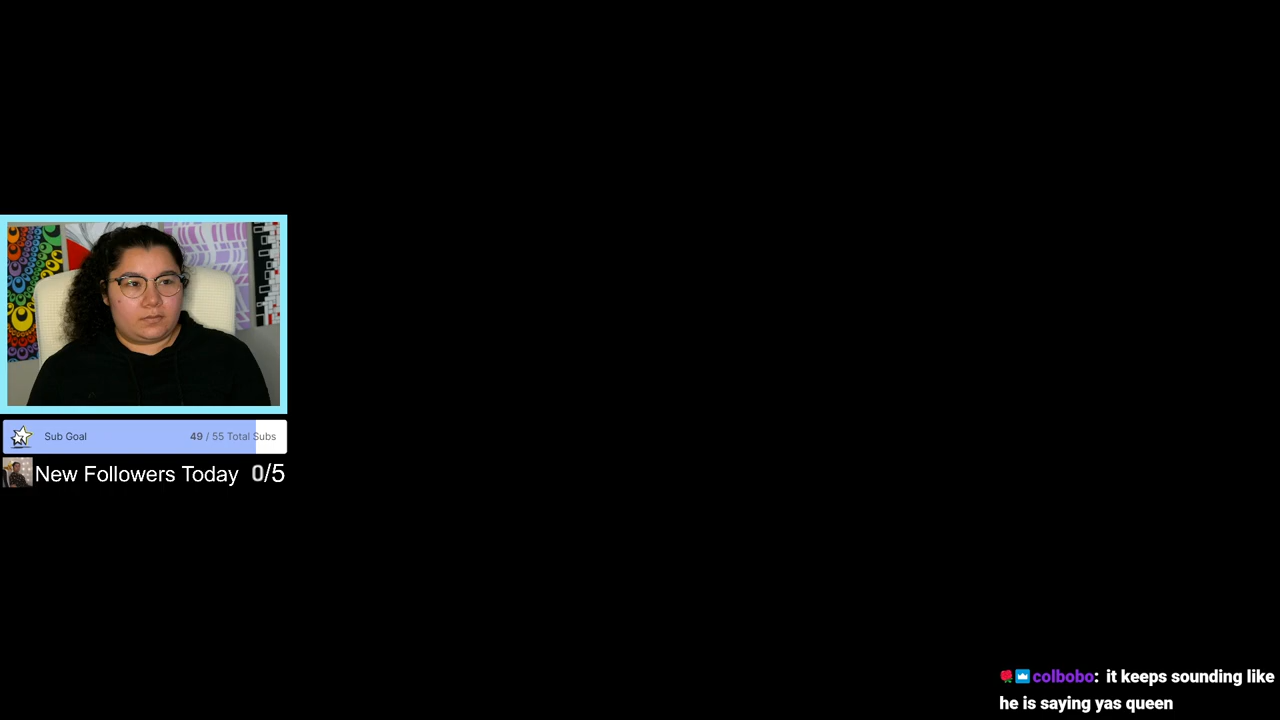 Sub Goal 49 / 55 Total Subs
New Followers Today 0/5
colbobo: it keeps sounding like
he is saying yas queen